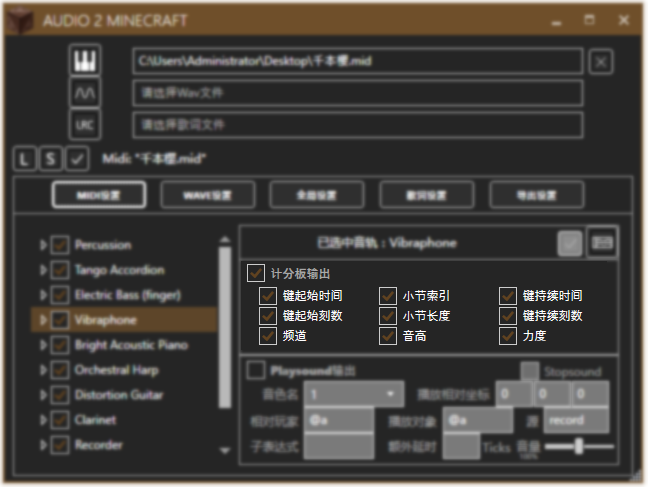 AUDIO 2 MINECRAFT
C:\Users\Administrator\Desktop\千本樱.mid
请选择Wav文件
LRC 请选择歌词文件
L S Midi: "千本樱.mid"
MIDI设置 WAVE设置 全局设置 歌词设置 导出设置
已选中音轨：Vibraphone
Percussion
Tango Accordion
Electric Bass (finger)
Vibraphone
Bright Acoustic Piano
Orchestral Harp
Distortion Guitar
Clarinet
Recorder
计分板输出
键起始时间 小节索引 键持续时间
键起始刻数 小节长度 键持续刻数
频道 音高 力度
Playsound输出 Stopsound
音色名 1 播放相对坐标 0 0 0
相对玩家 @a 播放对象 @a 源 record
子表达式 额外延时 Ticks 音量
100%